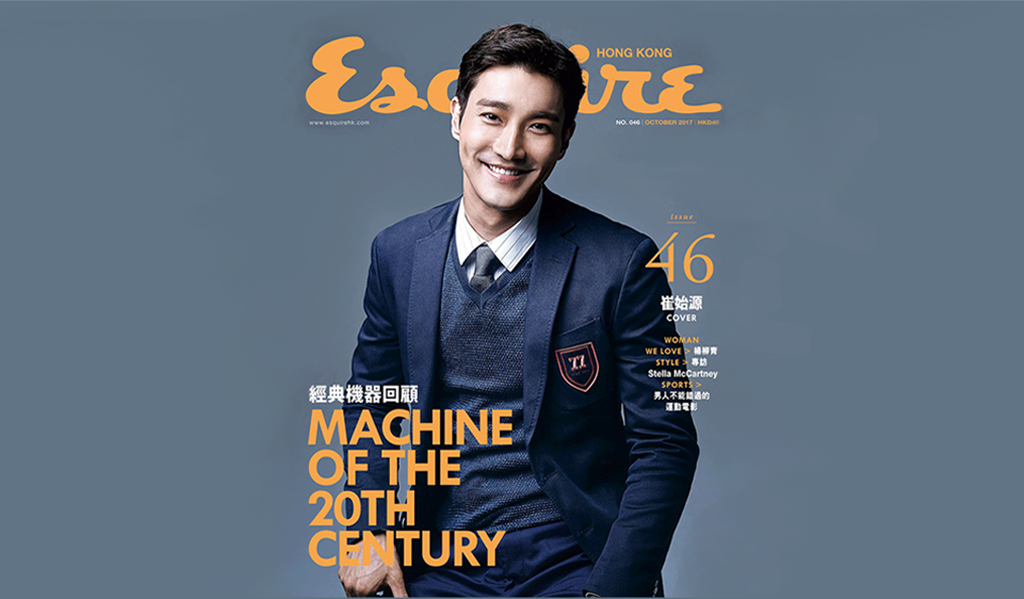 Esquire
HONG KONG
www.esquirehk.com
NO. 046 | OCTOBER 2017 |
Issue
46
崔始源
COVER
WOMAN
WE LOVE > 楊柳青
STYLE > 專訪
Stella McCartney
SPORTS >
男人不能錯過的
運動電影
經典機器回顧
MACHINE
OF THE
20TH
CENTURY